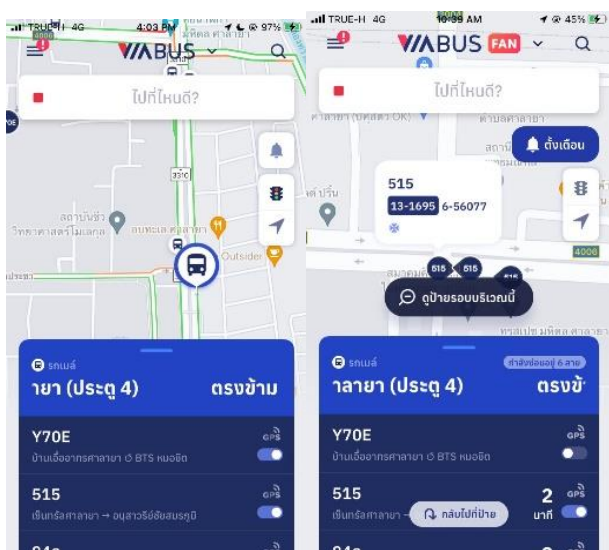 TRUE-H 4G 4:03 PM 97%
VIABUS
ไปที่ไหนดี?
3310
สถาบันชีววิทยาศาสตร์โมเลกุล
Outsider
รถเมล์
ายา (ประตู 4) ตรงข้าม
Y70E
GPS
บ้านเอื้ออาทรศาลายา BTS หมอชิต
515
GPS
เซ็นทรัลศาลายา → อนุสาวรีย์ชัยสมรภูมิ
TRUE-H 4G 10:39 AM 45%
VIABUS FAN
ไปที่ไหนดี?
ตั้งเตือน
515
13-1695 6-56077
4006
515 515
ดูป้ายรอบบริเวณนี้
รถเมล์
กำลังซ่อนอยู่ 6 สาย
าลายา (ประตู 4) ตรงข้
Y70E
GPS
บ้านเอื้ออาทรศาลายา BTS หมอชิต
515
2
นาที
GPS
เซ็นทรัลศาลายา
กลับไปที่ป้าย